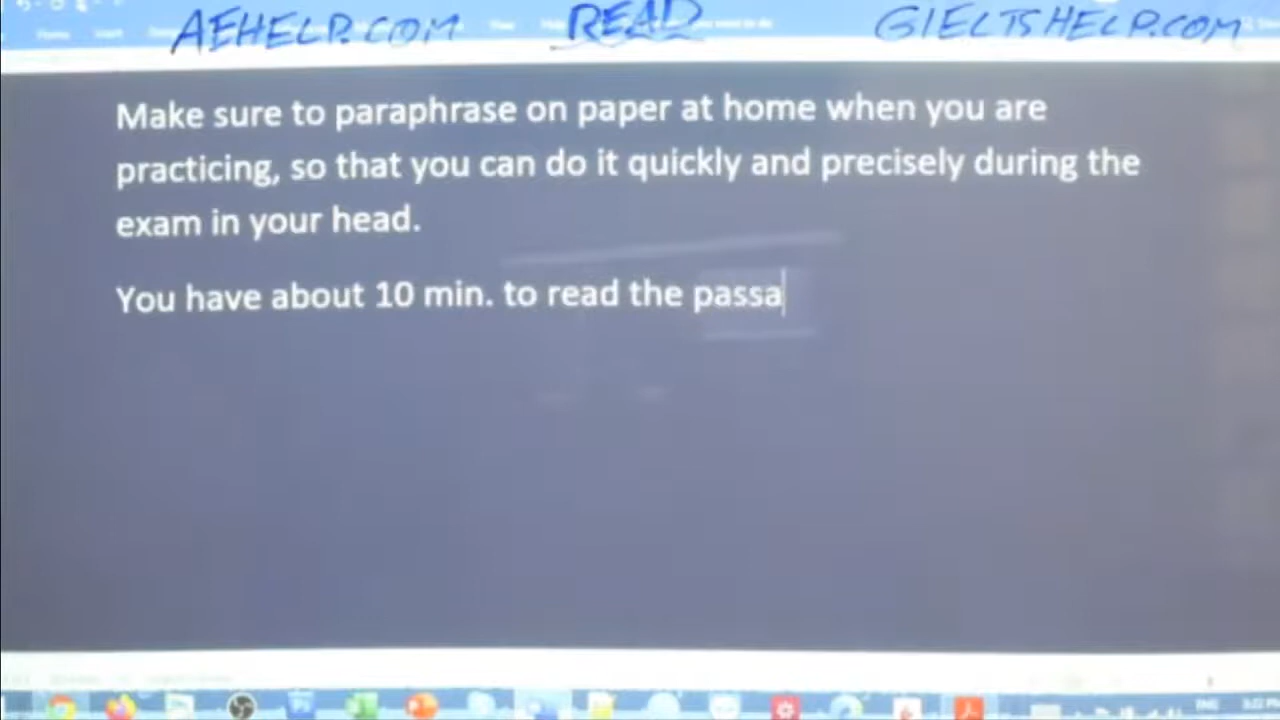 AEHELP.COM READ GIELTSHELP.COM
Make sure to paraphrase on paper at home when you are
practicing, so that you can do it quickly and precisely during the
exam in your head.
You have about 10 min. to read the passa
ENG